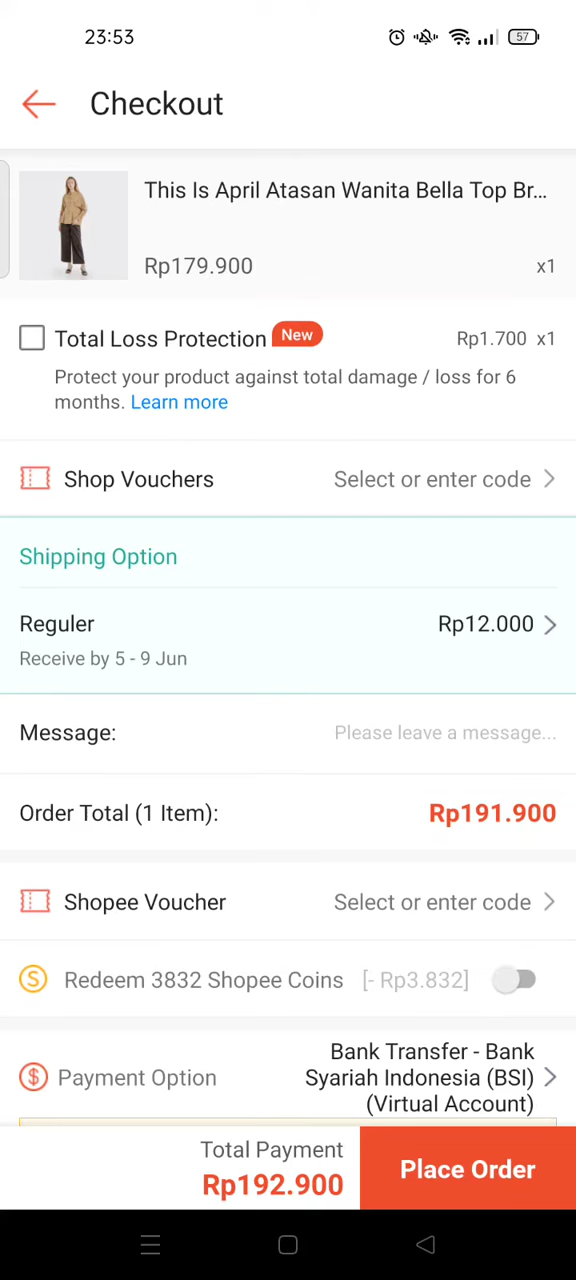 23:53
57
Checkout
This Is April Atasan Wanita Bella Top Br...
Rp179.900 x1
Total Loss Protection New Rp1.700 x1
Protect your product against total damage / loss for 6
months. Learn more
Shop Vouchers Select or enter code
Shipping Option
Reguler Rp12.000
Receive by 5 - 9 Jun
Message: Please leave a message...
Order Total (1 Item): Rp191.900
Shopee Voucher Select or enter code
S Redeem 3832 Shopee Coins [- Rp3.832]
Bank Transfer - Bank
$ Payment Option Syariah Indonesia (BSI)
(Virtual Account)
Total Payment
Rp192.900
Place Order